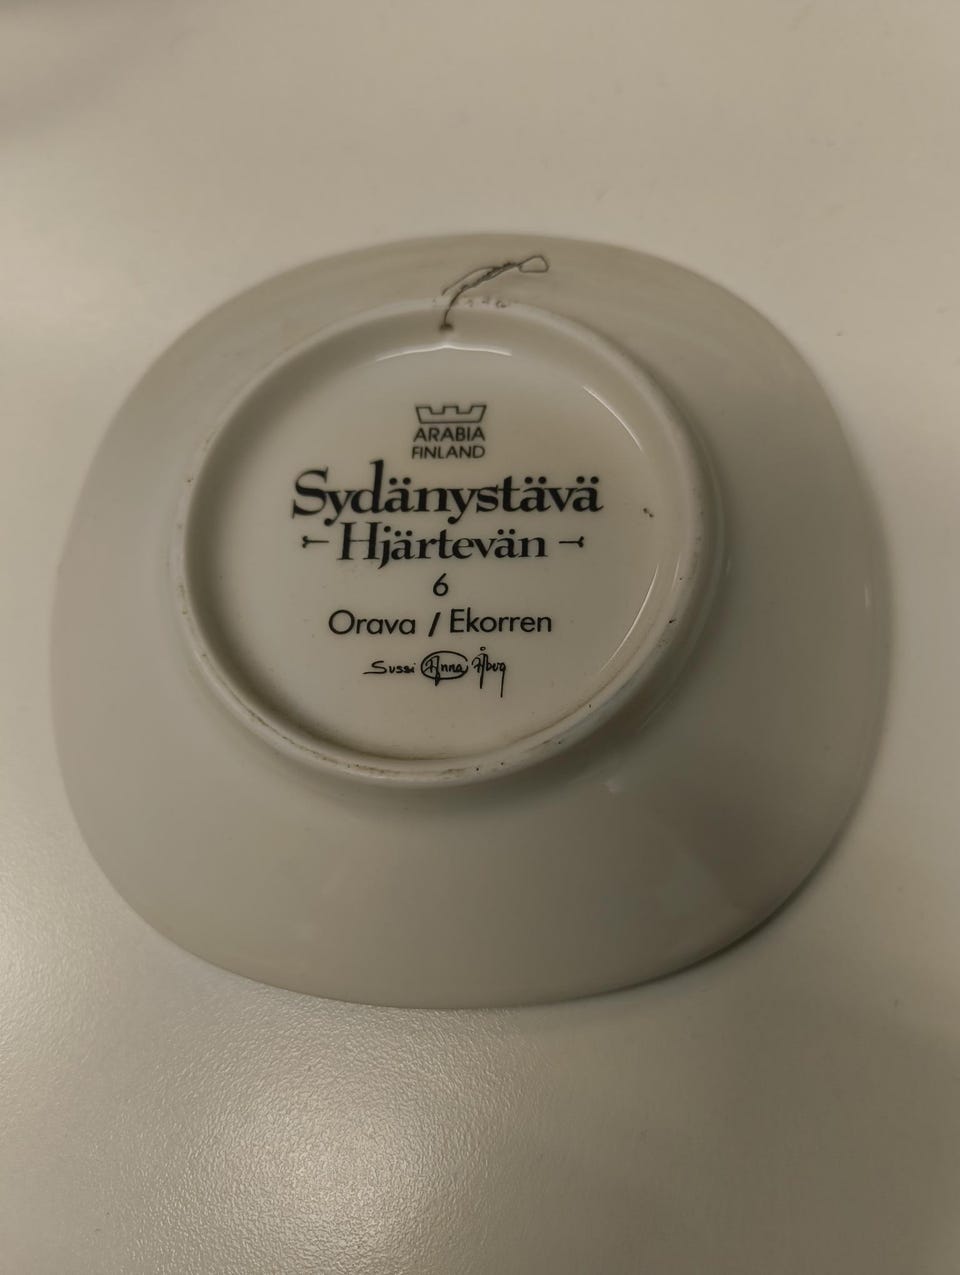 ARABIA
FINLAND
Sydänystävä
Hjärtevän
6
Orava / Ekorren
Sussi Anna Åberg